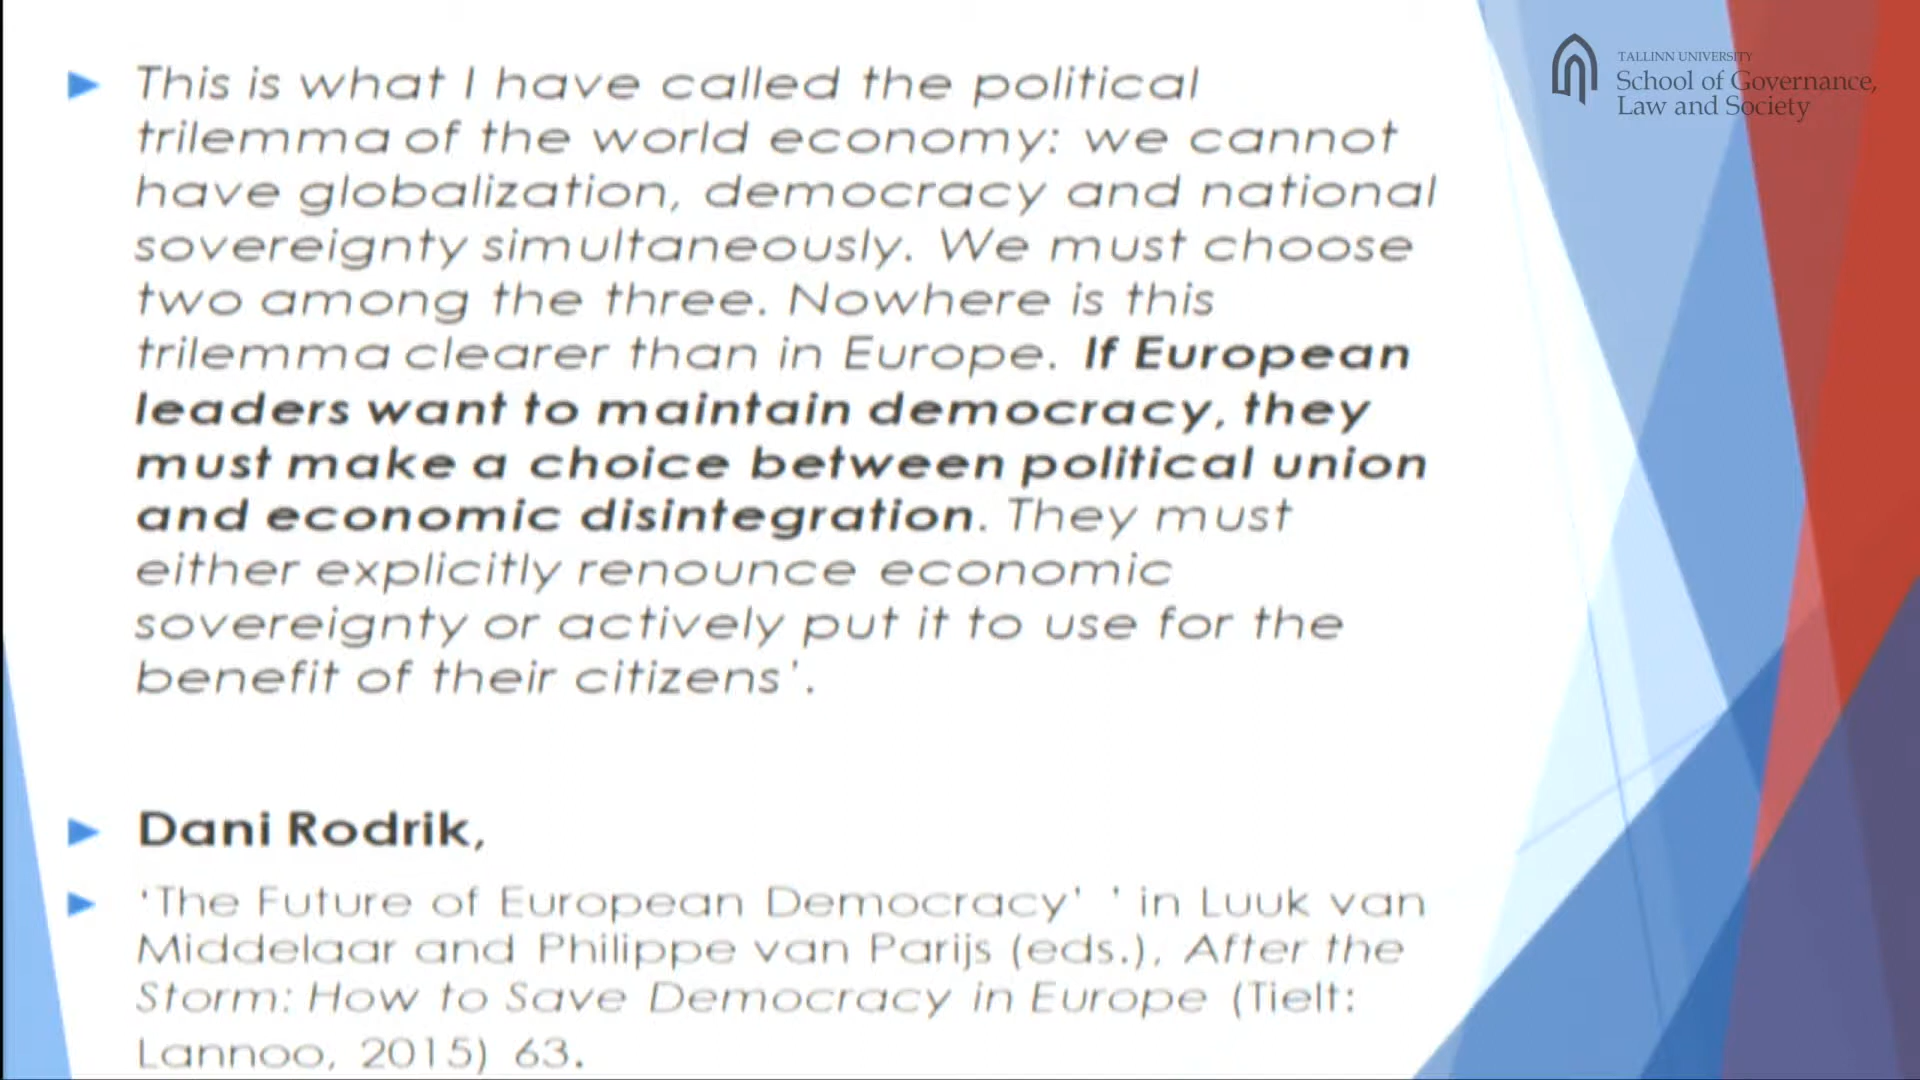 TALLINN UNIVERSITY
School of Governance,
Law and Society
This is what I have called the political
trilemma of the world economy: we cannot
have globalization, democracy and national
sovereignty simultaneously. We must choose
two among the three. Nowhere is this
trilemma clearer than in Europe. If European
leaders want to maintain democracy, they
must make a choice between political union
and economic disintegration. They must
either explicitly renounce economic
sovereignty or actively put it to use for the
benefit of their citizens'.
Dani Rodrik,
'The Future of European Democracy' ' in Luuk van
Middelaar and Philippe van Parijs (eds.), After the
Storm: How to Save Democracy in Europe (Tielt:
Lannoo, 2015) 63.